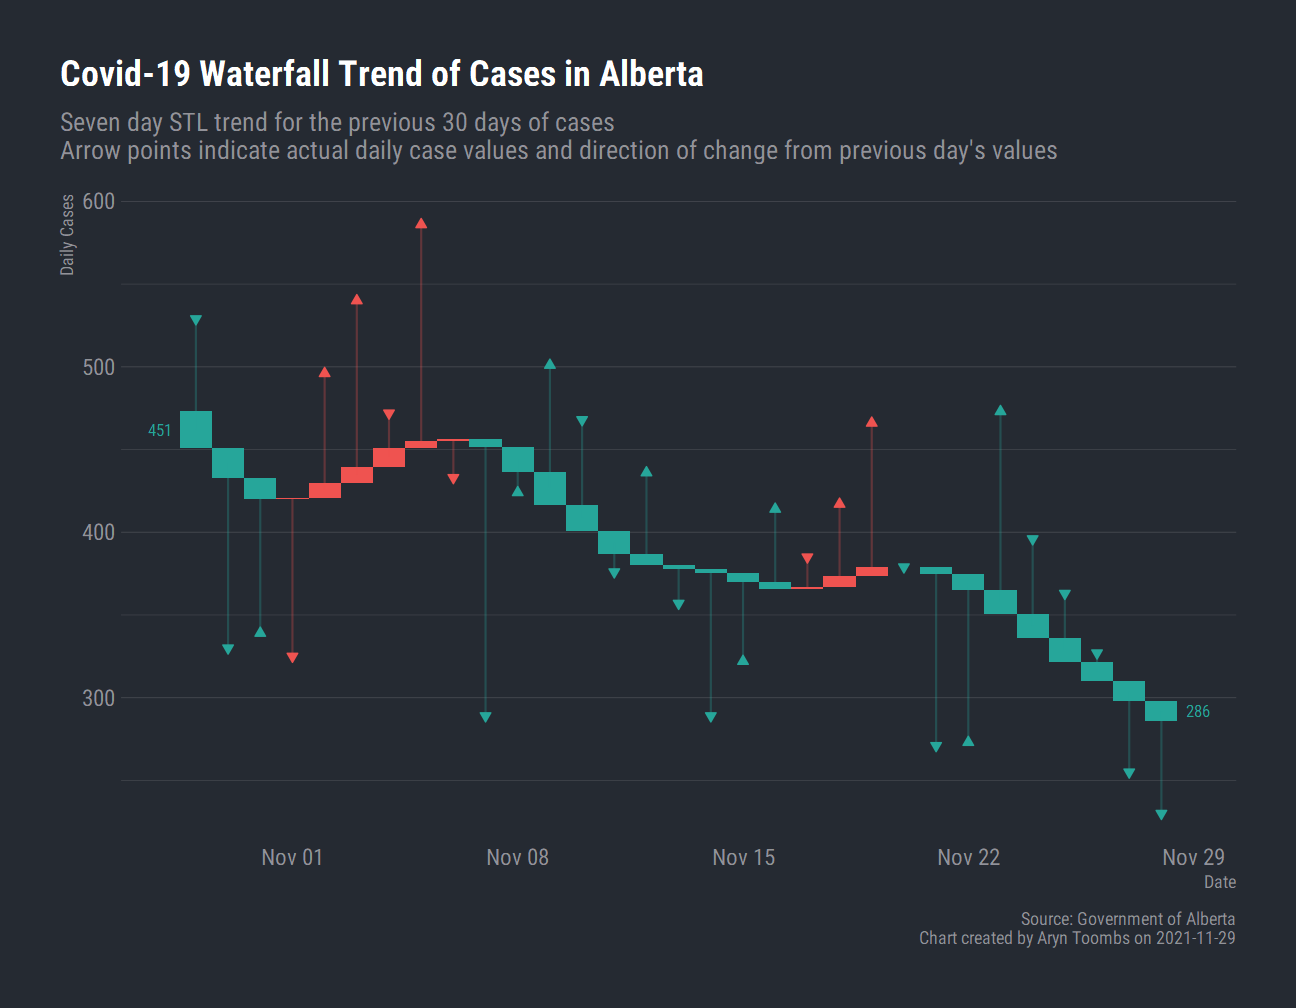 Covid-19 Waterfall Trend of Cases in Alberta
Seven day STL trend for the previous 30 days of cases
Arrow points indicate actual daily case values and direction of change from previous day's values
Daily Cases
600
500
400
300
451
286
Nov 01
Nov 08
Nov 15
Nov 22
Nov 29
Date
Source: Government of Alberta
Chart created by Aryn Toombs on 2021-11-29